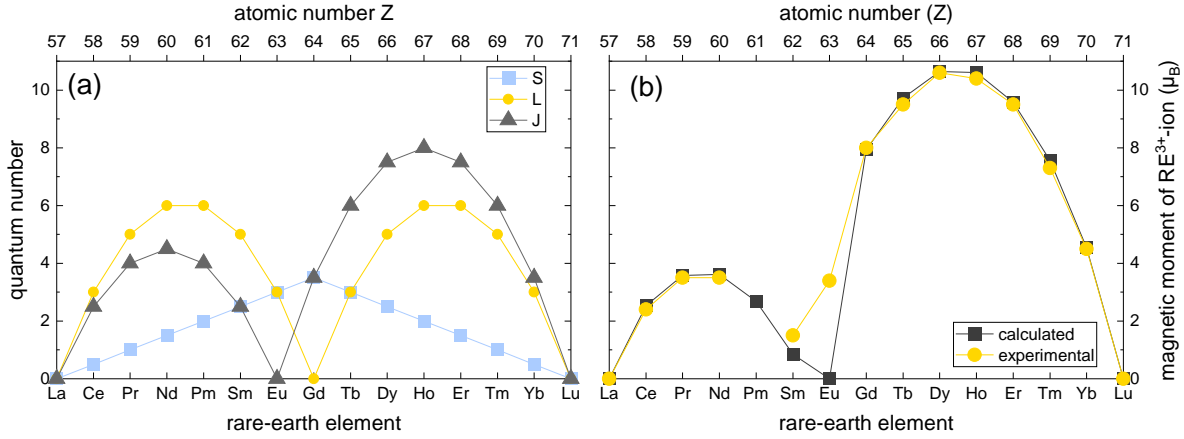 atomic number Z
57 58 59 60 61 62 63 64 65 66 67 68 69 70 71
(a)
S
L
J
quantum number
10
8
6
4
2
0
La Ce Pr Nd Pm Sm Eu Gd Tb Dy Ho Er Tm Yb Lu
rare-earth element
atomic number (Z)
57 58 59 60 61 62 63 64 65 66 67 68 69 70 71
(b)
calculated
experimental
magnetic moment of RE³⁺-ion (μ_B)
10
8
6
4
2
0
La Ce Pr Nd Pm Sm Eu Gd Tb Dy Ho Er Tm Yb Lu
rare-earth element